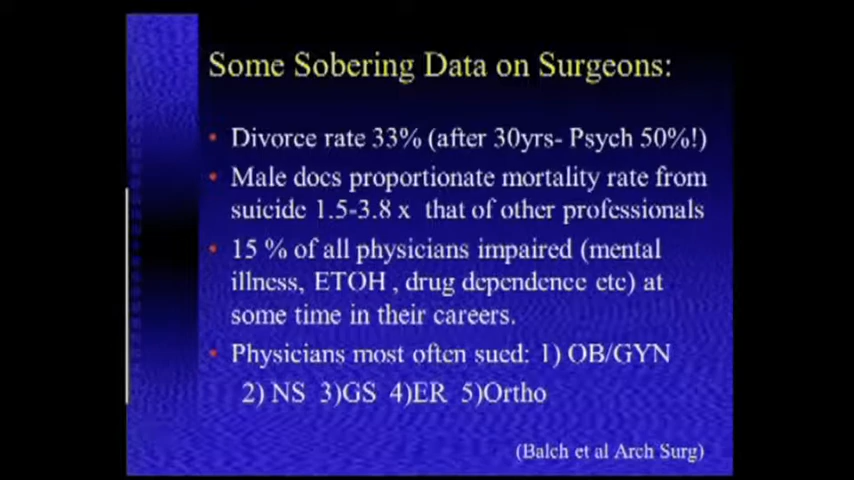 Some Sobering Data on Surgeons:
• Divorce rate 33% (after 30yrs- Psych 50%!)
• Male docs proportionate mortality rate from
suicide 1.5-3.8 x that of other professionals
• 15 % of all physicians impaired (mental
illness, ETOH , drug dependence etc) at
some time in their careers.
• Physicians most often sued: 1) OB/GYN
2) NS 3)GS 4)ER 5)Ortho
(Balch et al Arch Surg)